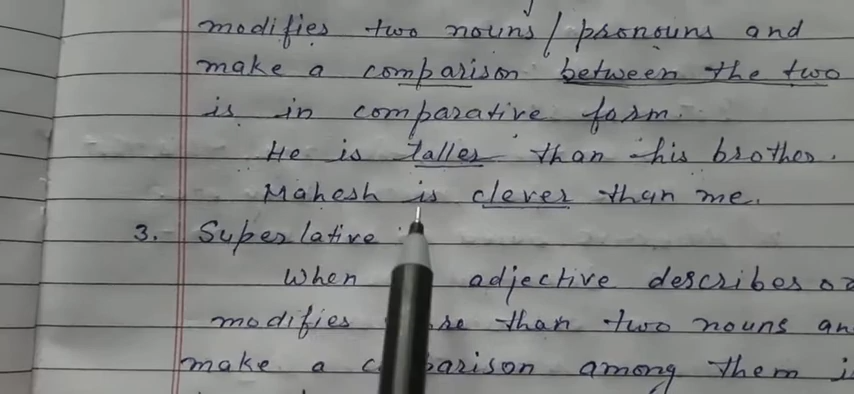 modifies two nouns/ pronouns and
make a comparison between the two
is in comparative form.
He is taller than his brother.
Mahesh is clever than me.
3. Superlative
When adjective describes or
modifies than two nouns an
make a among them i